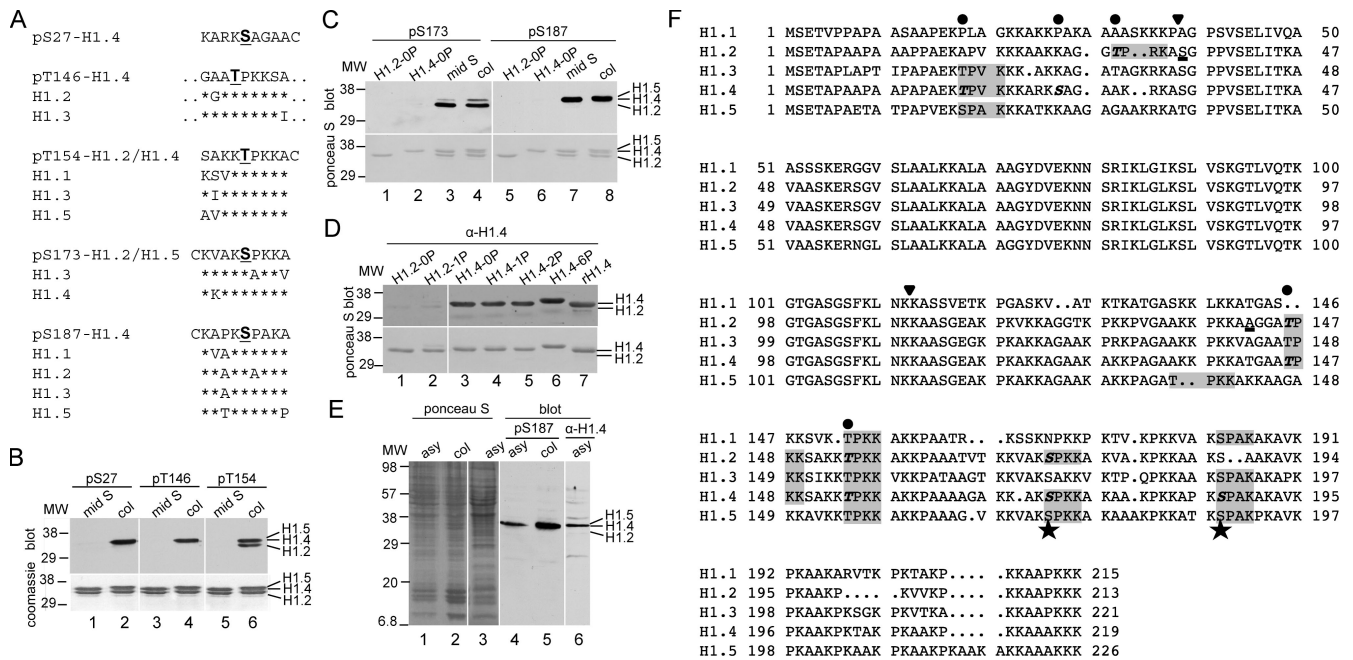 A
pS27-H1.4 KARKSAGAAC
pT146-H1.4 GAATPKKSA..
H1.2 ..*G*******..
H1.3 ..********I..
pT154-H1.2/H1.4 SAKKTPKKAC
H1.1 KSV*******
H1.3 *I*******
H1.5 AV*******
pS173-H1.2/H1.5 CKVAKSPKKA
H1.3 *****A**V
H1.4 *K*******
pS187-H1.4 CKAPKSPAKA
H1.1 *VA******
H1.2 **A**A***
H1.3 **A******
H1.5 **T*****P
B
pS27 pT146 pT154
MW mid S col mid S col mid S col
blot
38
29
H1.5
H1.4
H1.2
coomassie
38
29
H1.5
H1.4
H1.2
1 2 3 4 5 6
C
pS173 pS187
MW H1.2-0P H1.4-0P mid S col H1.2-0P H1.4-0P mid S col
blot
38
29
H1.5
H1.4
H1.2
ponceau S
38
29
H1.5
H1.4
H1.2
1 2 3 4 5 6 7 8
D
α-H1.4
MW H1.2-0P H1.2-1P H1.4-0P H1.4-1P H1.4-2P H1.4-6P rH1.4
blot
38
29
H1.4
H1.2
ponceau S
38
29
H1.4
H1.2
1 2 3 4 5 6 7
E
ponceau S blot
pS187 α-H1.4
MW asy col asy asy col asy
98
57
38
29
20
6.8
H1.5
H1.4
H1.2
1 2 3 4 5 6
F
H1.1 1 MSETVPPAPA ASAAPEKPLA GKKAKKPAKA AAASKKKPAG PSVSELIVQA 50
H1.2 1 MSETAPAAPA AAPPAEKAPV KKKAAKKAG. GTP..RKASG PPVSELITKA 47
H1.3 1 MSETAPLAPT IPAPAEKTPV KKK.AKKAG. ATAGKRKASG PPVSELITKA 48
H1.4 1 MSETAPAAPA APAPAEKTPV KKKARKSAG. AAK..RKASG PPVSELITKA 47
H1.5 1 MSETAPAETA TPAPVEKSPA KKKATKKAAG AGAAKRKATG PPVSELITKA 50
H1.1 51 ASSSKERGGV SLAALKKALA AAGYDVEKNN SRIKLGIKSL VSKGTLVQTK 100
H1.2 48 VAASKERSGV SLAALKKALA AAGYDVEKNN SRIKLGLKSL VSKGTLVQTK 97
H1.3 49 VAASKERSGV SLAALKKALA AAGYDVEKNN SRIKLGLKSL VSKGTLVQTK 98
H1.4 48 VAASKERSGV SLAALKKALA AAGYDVEKNN SRIKLGLKSL VSKGTLVQTK 97
H1.5 51 VAASKERNGL SLAALKKALA AGGYDVEKNN SRIKLGLKSL VSKGTLVQTK 100
H1.1 101 GTGASGSFKL NKKASSVETK PGASKV..AT KTKATGASKK LKKATGAS.. 146
H1.2 98 GTGASGSFKL NKKAASGEAK PKVKKAGGTK PKKPVGAAKK PKKAAGGATP 147
H1.3 99 GTGASGSFKL NKKAASGEGK PKAKKAGAAK PRKPAGAAKK PKKVAGAATP 148
H1.4 98 GTGASGSFKL NKKAASGEAK PKAKKAGAAK AKKPAGAAKK PKKATGAATP 147
H1.5 101 GTGASGSFKL NKKAASGEAK PKAKKAGAAK AKKPAGAT.. PKKAKKAAGA 148
H1.1 147 KKSVK.TPKK AKKPAATR.. .KSSKNPKKP KTV.KPKKVAK SPAKAKAVK 191
H1.2 148 KKSAKKTPKK AKKPAAATVT KKVAKSPKKA KVAKPKKAA KS..AAKAVK 194
H1.3 149 KKSIKKTPKK VKKPATAAGT KKVAKSAKKV KTP.QPKKAA KSPAKAKAPK 197
H1.4 148 KKSAKKTPKK AKKPAAAAGA KK.AKSPKKA KAAKPKKAPK SPAKAKAVK 195
H1.5 149 KKAVKKTPKK AKKPAAAGV. KKVAKSPKKA KAAAKPKKATK SPAKPKAVK 197
H1.1 192 PKAAKARVTK PKTAKP.... .KKAAPKKK 215
H1.2 195 PKAAKP.... .KVVKP.... .KKAAPKKK 213
H1.3 198 PKAAKPKSGK PKVTKA.... .KKAAPKKK 221
H1.4 196 PKAAKPKTAK PKAAKP.... .KKAAAKKK 219
H1.5 198 PKAAKPKAAK PKAAKPKAAK AKKAAAKKK 226